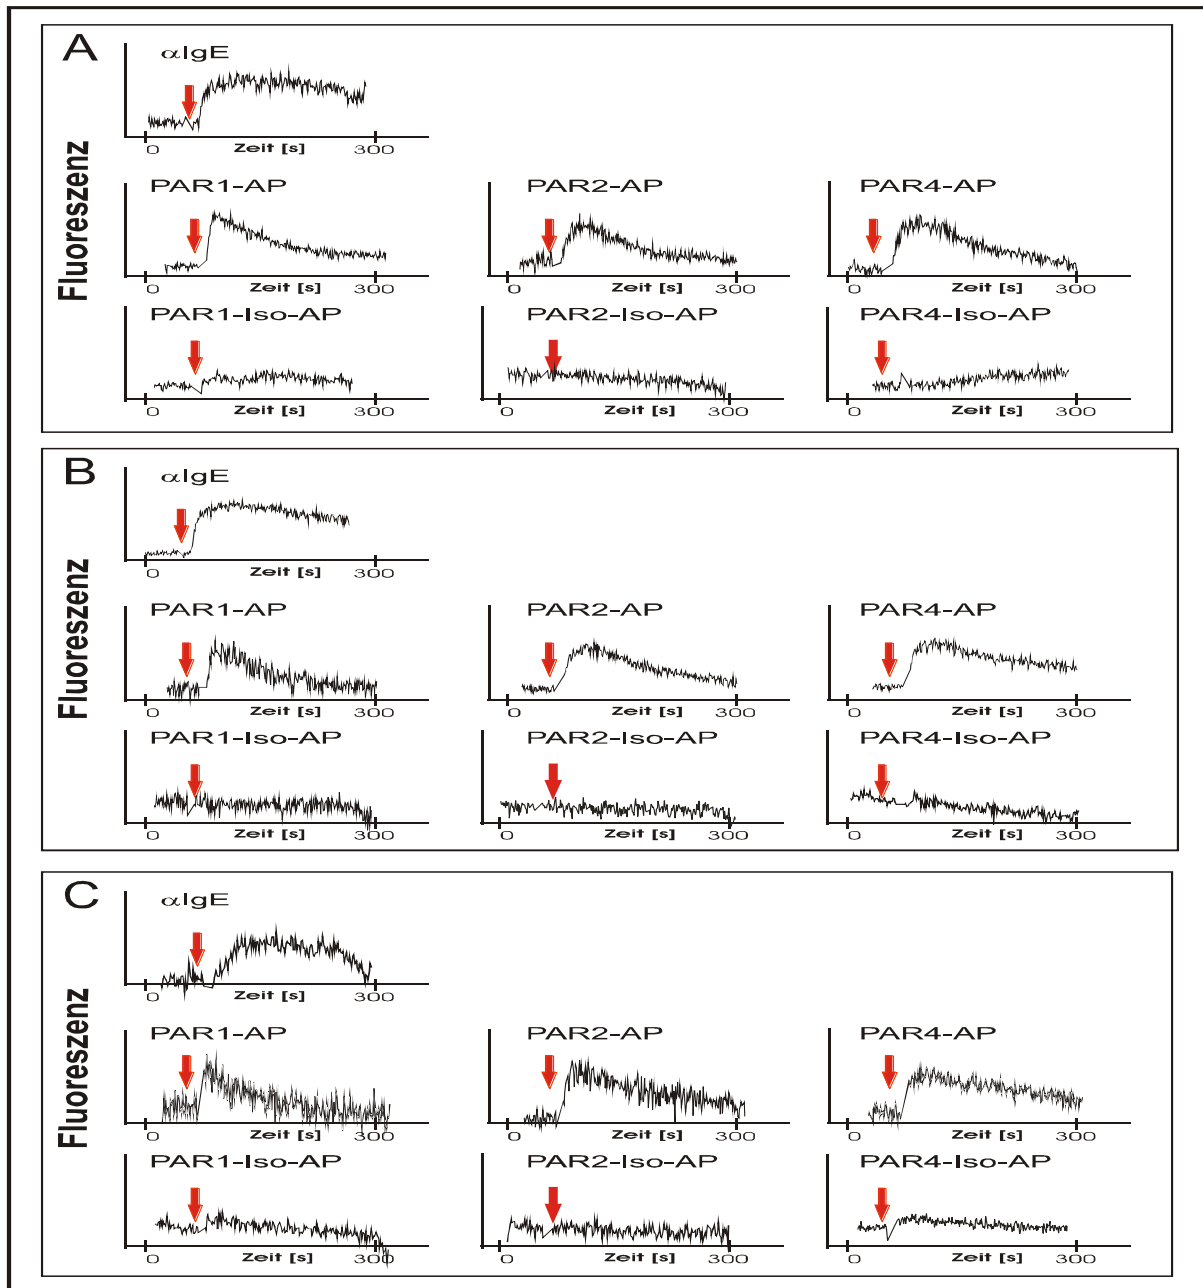 A
αIgE
Fluoreszenz
0 Zeit [s] 300
PAR1-AP PAR2-AP PAR4-AP
0 Zeit [s] 300 0 Zeit [s] 300 0 Zeit [s] 300
PAR1-Iso-AP PAR2-Iso-AP PAR4-Iso-AP
0 Zeit [s] 300 0 Zeit [s] 300 0 Zeit [s] 300
B
αIgE
Fluoreszenz
0 Zeit [s] 300
PAR1-AP PAR2-AP PAR4-AP
0 Zeit [s] 300 0 Zeit [s] 300 0 Zeit [s] 300
PAR1-Iso-AP PAR2-Iso-AP PAR4-Iso-AP
0 Zeit [s] 300 0 Zeit [s] 300 0 Zeit [s] 300
C
αIgE
Fluoreszenz
0 Zeit [s] 300
PAR1-AP PAR2-AP PAR4-AP
0 Zeit [s] 300 0 Zeit [s] 300 0 Zeit [s] 300
PAR1-Iso-AP PAR2-Iso-AP PAR4-Iso-AP
0 Zeit [s] 300 0 Zeit [s] 300 0 Zeit [s] 300